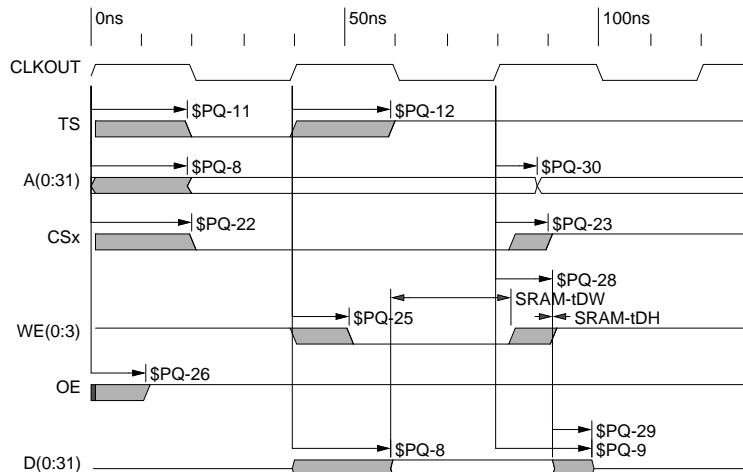 0ns 50ns 100ns
CLKOUT
$PQ-11 $PQ-12
TS
$PQ-8 $PQ-30
A(0:31)
$PQ-22 $PQ-23
CSx
$PQ-28
SRAM-tDW
$PQ-25 SRAM-tDH
WE(0:3)
$PQ-26
OE
$PQ-29
$PQ-8 $PQ-9
D(0:31)